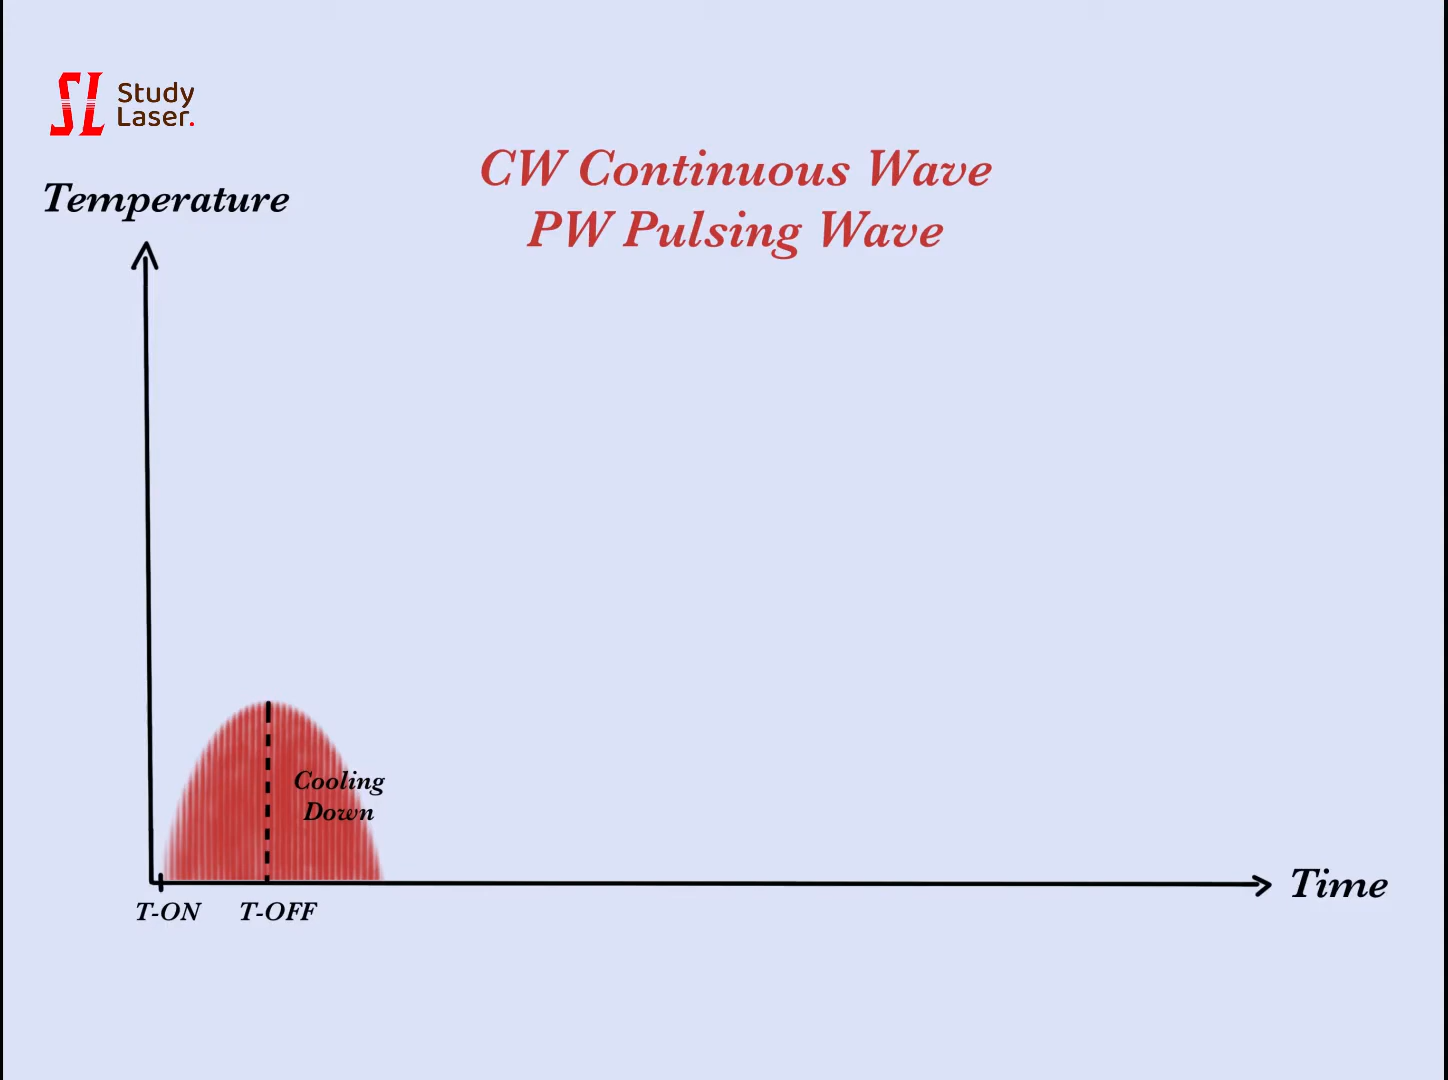 SL Study
Laser.
CW Continuous Wave
PW Pulsing Wave
Temperature
Cooling
Down
Time
T-ON T-OFF